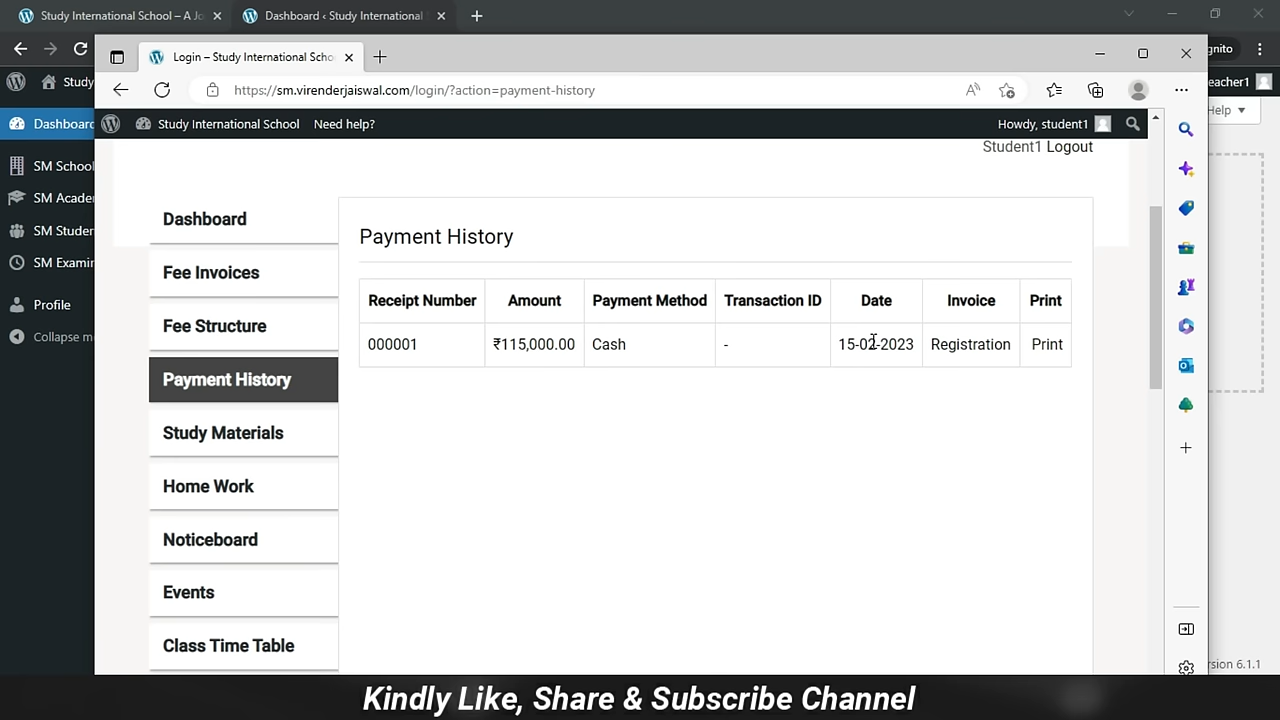 Study International School – A Jo
Dashboard ‹ Study International
Login – Study International Scho
gnito
Study
eacher1
https://sm.virenderjaiswal.com/login/?action=payment-history
Help
Study International School
Need help?
Howdy, student1
Student1 Logout
Dashboard
SM School
SM Acade
SM Studen
SM Examin
Profile
Collapse m
Dashboard
Fee Invoices
Fee Structure
Payment History
Study Materials
Home Work
Noticeboard
Events
Class Time Table
Payment History
Receipt Number Amount Payment Method Transaction ID Date Invoice Print
000001 ₹115,000.00 Cash - 15-02-2023 Registration Print
rsion 6.1.1
Kindly Like, Share & Subscribe Channel